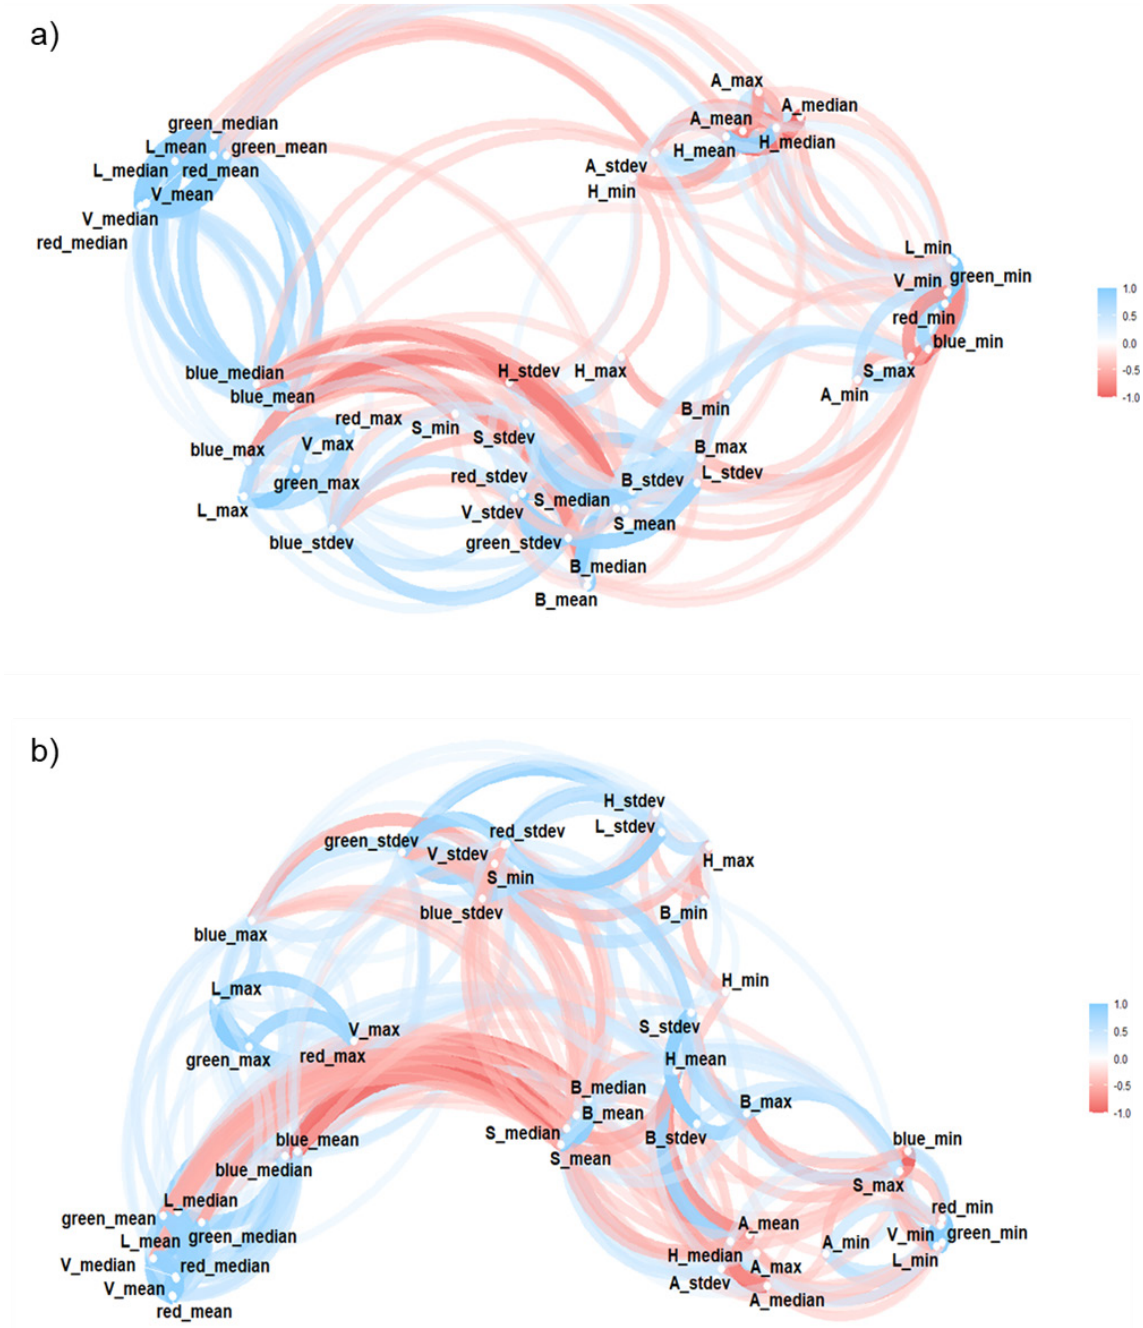 a)
A_max
A_median
green_median
A_mean
L_mean
green_mean
H_mean
H_median
L_median
red_mean
A_stdev
V_mean
H_min
V_median
red_median
L_min
V_min
green_min
1.0
0.5
red_min
0.0
blue_min
blue_median
H_stdev
H_max
S_max
-0.5
blue_mean
A_min
-1.0
red_max
S_min
B_min
V_max
S_stdev
blue_max
B_max
green_max
red_stdev
B_stdev
L_stdev
L_max
V_stdev
S_median
S_mean
blue_stdev
green_stdev
B_median
B_mean
b)
H_stdev
green_stdev
red_stdev
L_stdev
V_stdev
H_max
S_min
blue_stdev
B_min
blue_max
H_min
L_max
1.0
V_max
S_stdev
0.5
green_max
red_max
H_mean
0.0
B_median
-0.5
B_mean
B_max
-1.0
blue_mean
S_median
B_stdev
blue_min
blue_median
S_mean
S_max
L_median
green_mean
red_min
L_mean
green_median
A_mean
A_min
V_min
green_min
V_median
red_median
H_median
A_max
L_min
V_mean
A_stdev
red_mean
A_median